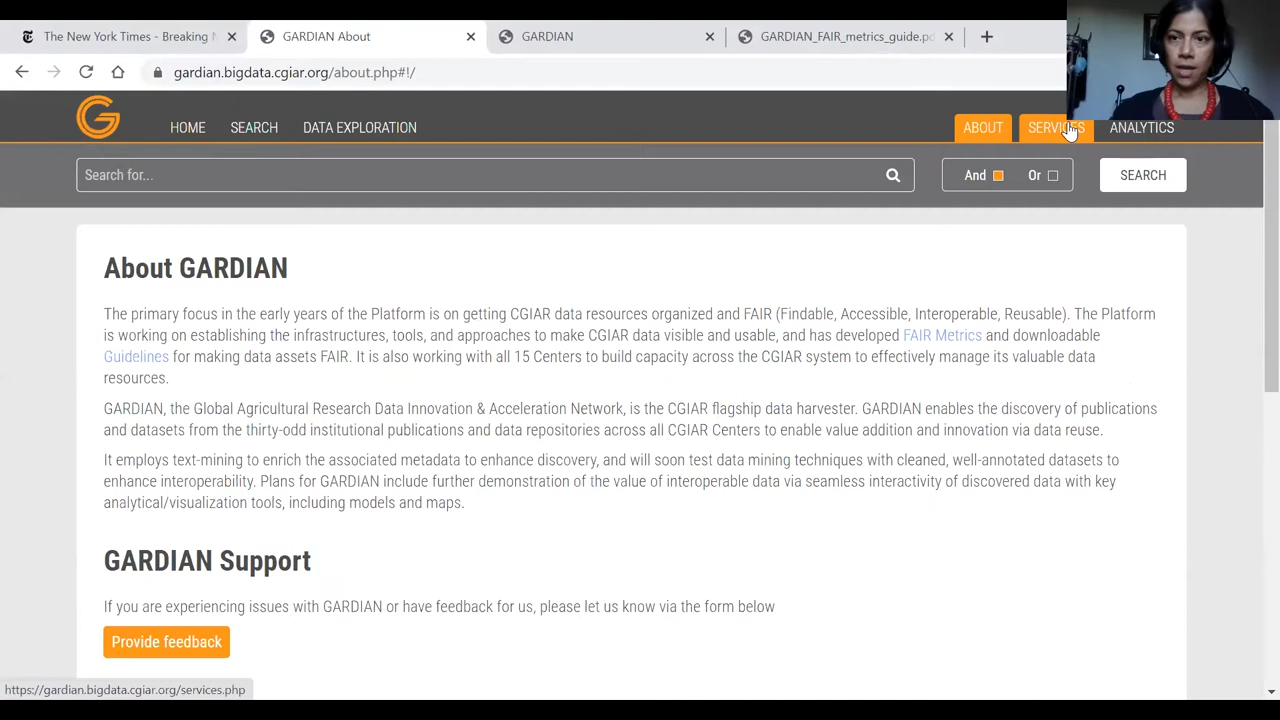 The New York Times - Breaking N
GARDIAN About
GARDIAN
GARDIAN_FAIR_metrics_guide.pd
gardian.bigdata.cgiar.org/about.php#!/
HOME
SEARCH
DATA EXPLORATION
ABOUT
SERVICES
ANALYTICS
Search for...
And
Or
SEARCH
About GARDIAN
The primary focus in the early years of the Platform is on getting CGIAR data resources organized and FAIR (Findable, Accessible, Interoperable, Reusable). The Platform
is working on establishing the infrastructures, tools, and approaches to make CGIAR data visible and usable, and has developed FAIR Metrics and downloadable
Guidelines for making data assets FAIR. It is also working with all 15 Centers to build capacity across the CGIAR system to effectively manage its valuable data
resources.
GARDIAN, the Global Agricultural Research Data Innovation & Acceleration Network, is the CGIAR flagship data harvester. GARDIAN enables the discovery of publications
and datasets from the thirty-odd institutional publications and data repositories across all CGIAR Centers to enable value addition and innovation via data reuse.
It employs text-mining to enrich the associated metadata to enhance discovery, and will soon test data mining techniques with cleaned, well-annotated datasets to
enhance interoperability. Plans for GARDIAN include further demonstration of the value of interoperable data via seamless interactivity of discovered data with key
analytical/visualization tools, including models and maps.
GARDIAN Support
If you are experiencing issues with GARDIAN or have feedback for us, please let us know via the form below
Provide feedback
https://gardian.bigdata.cgiar.org/services.php